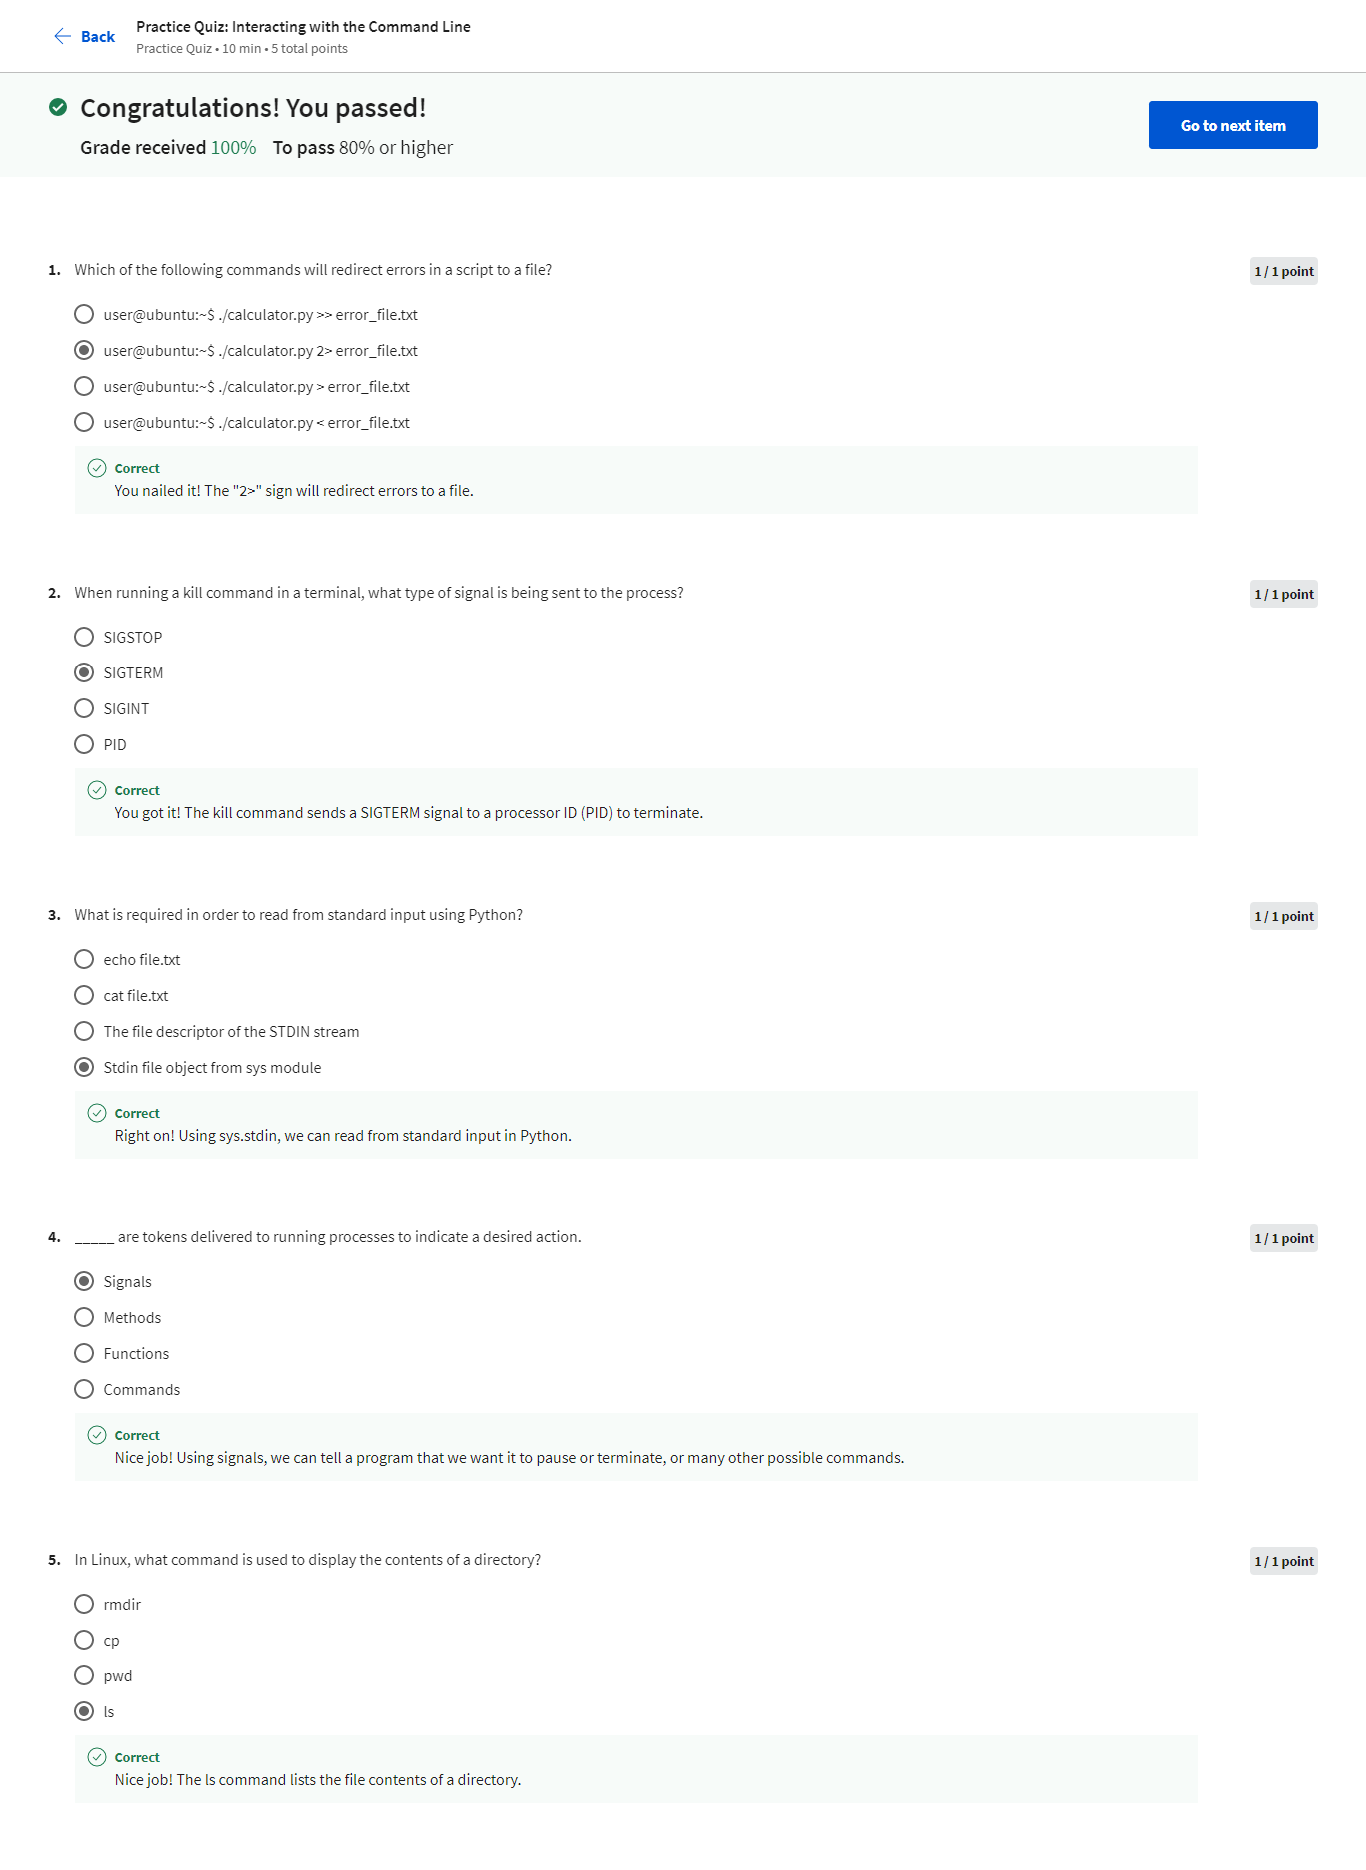 Back
Practice Quiz: Interacting with the Command Line
Practice Quiz • 10 min • 5 total points
Congratulations! You passed!
Grade received 100% To pass 80% or higher
Go to next item
1. Which of the following commands will redirect errors in a script to a file?
1 / 1 point
user@ubuntu:~$ ./calculator.py >> error_file.txt
user@ubuntu:~$ ./calculator.py 2> error_file.txt
user@ubuntu:~$ ./calculator.py > error_file.txt
user@ubuntu:~$ ./calculator.py < error_file.txt
Correct
You nailed it! The "2>" sign will redirect errors to a file.
2. When running a kill command in a terminal, what type of signal is being sent to the process?
1 / 1 point
SIGSTOP
SIGTERM
SIGINT
PID
Correct
You got it! The kill command sends a SIGTERM signal to a processor ID (PID) to terminate.
3. What is required in order to read from standard input using Python?
1 / 1 point
echo file.txt
cat file.txt
The file descriptor of the STDIN stream
Stdin file object from sys module
Correct
Right on! Using sys.stdin, we can read from standard input in Python.
4. _____ are tokens delivered to running processes to indicate a desired action.
1 / 1 point
Signals
Methods
Functions
Commands
Correct
Nice job! Using signals, we can tell a program that we want it to pause or terminate, or many other possible commands.
5. In Linux, what command is used to display the contents of a directory?
1 / 1 point
rmdir
cp
pwd
ls
Correct
Nice job! The ls command lists the file contents of a directory.